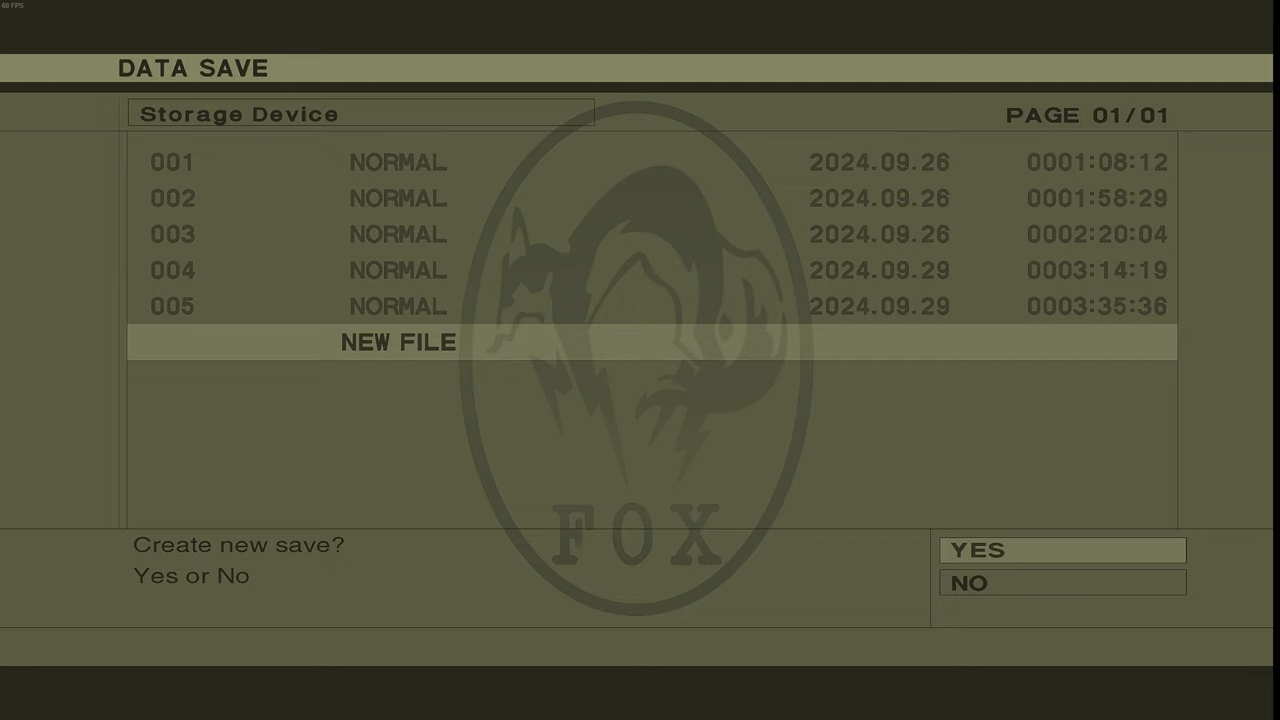 60 FPS
DATA SAVE
Storage Device PAGE 01/01
001 NORMAL 2024.09.26 0001:08:12
002 NORMAL 2024.09.26 0001:58:29
003 NORMAL 2024.09.26 0002:20:04
004 NORMAL 2024.09.29 0003:14:19
005 NORMAL 2024.09.29 0003:35:36
NEW FILE
FOX
Create new save?
Yes or No
YES
NO